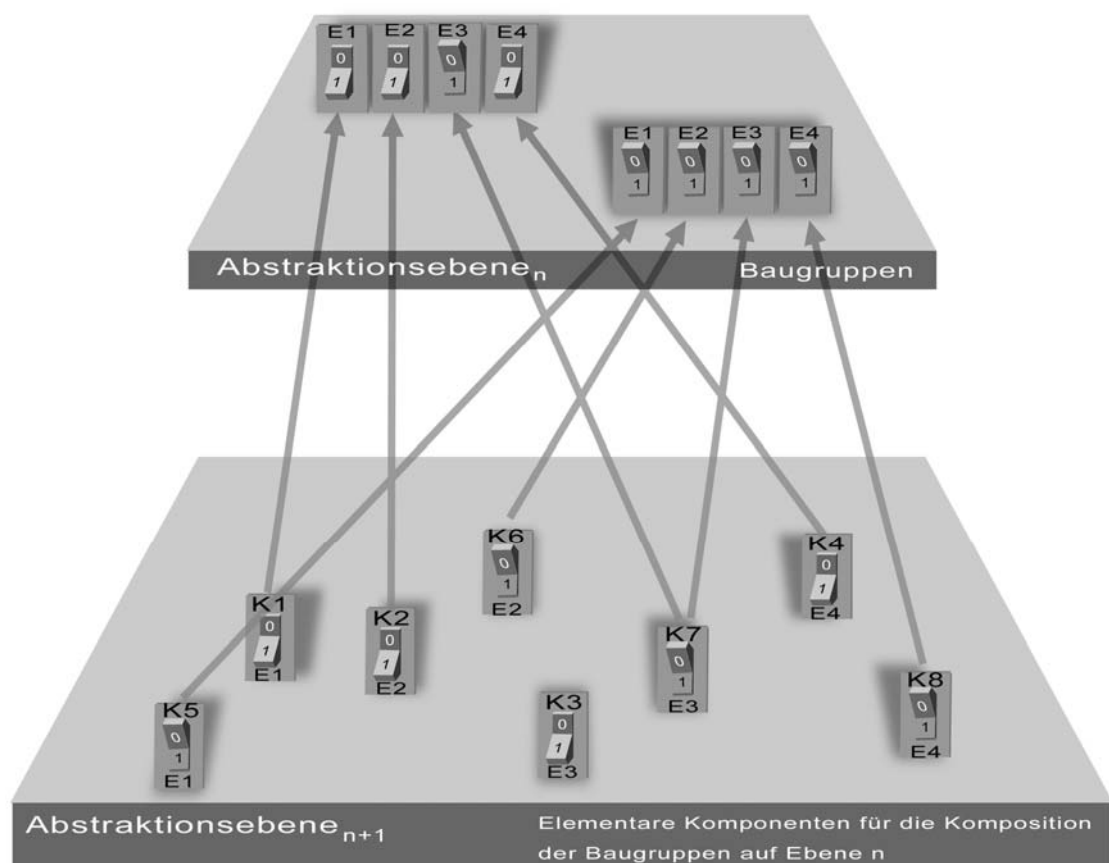 E1 E2 E3 E4
0 0 0 0
1 1 1 1
E1 E2 E3 E4
0 0 0 0
1 1 1 1
Abstraktionsebene n Baugruppen
K6
0
1
E2
K4
0
1
E4
K1
0
1
E1
K2
0
1
E2
K7
0
1
E3
K5
0
1
E1
K3
0
1
E3
K8
0
1
E4
Abstraktionsebene n+1
Elementare Komponenten für die Komposition
der Baugruppen auf Ebene n